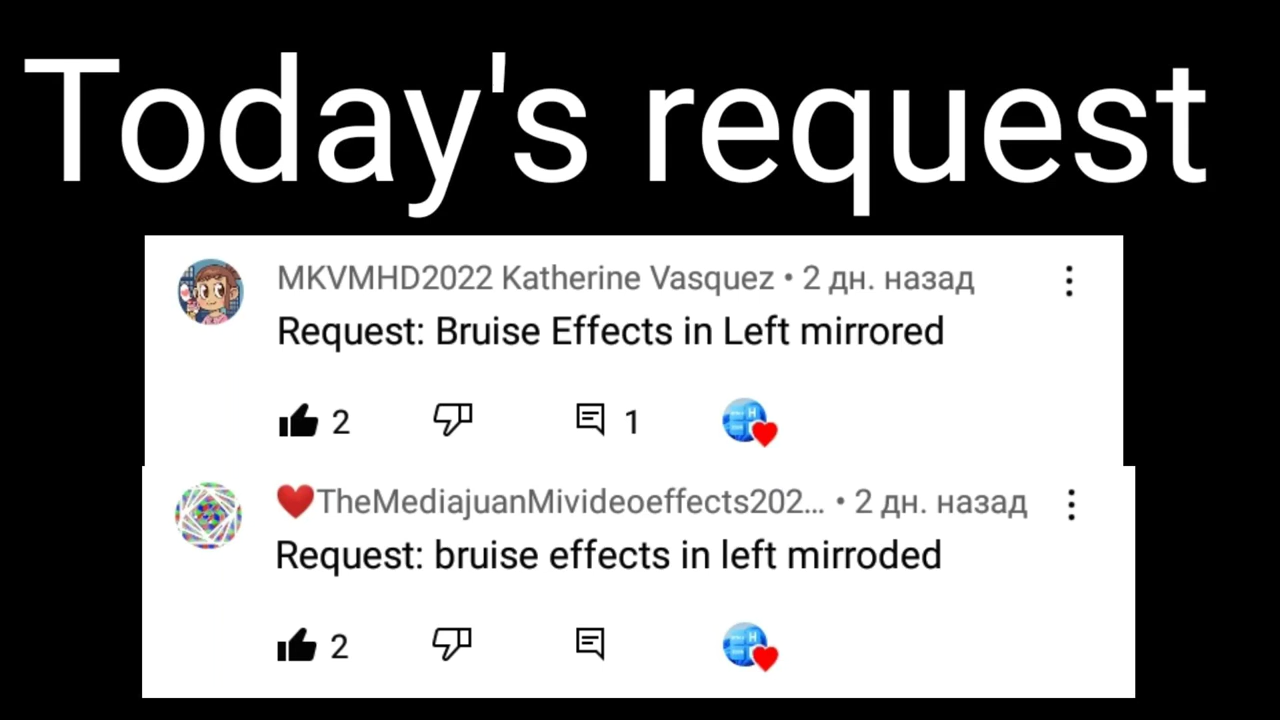 Today's request
MKVMHD2022 Katherine Vasquez • 2 дн. назад
Request: Bruise Effects in Left mirrored
2 1
❤️TheMediajuanMivideoeffects202... • 2 дн. назад
Request: bruise effects in left mirroded
2